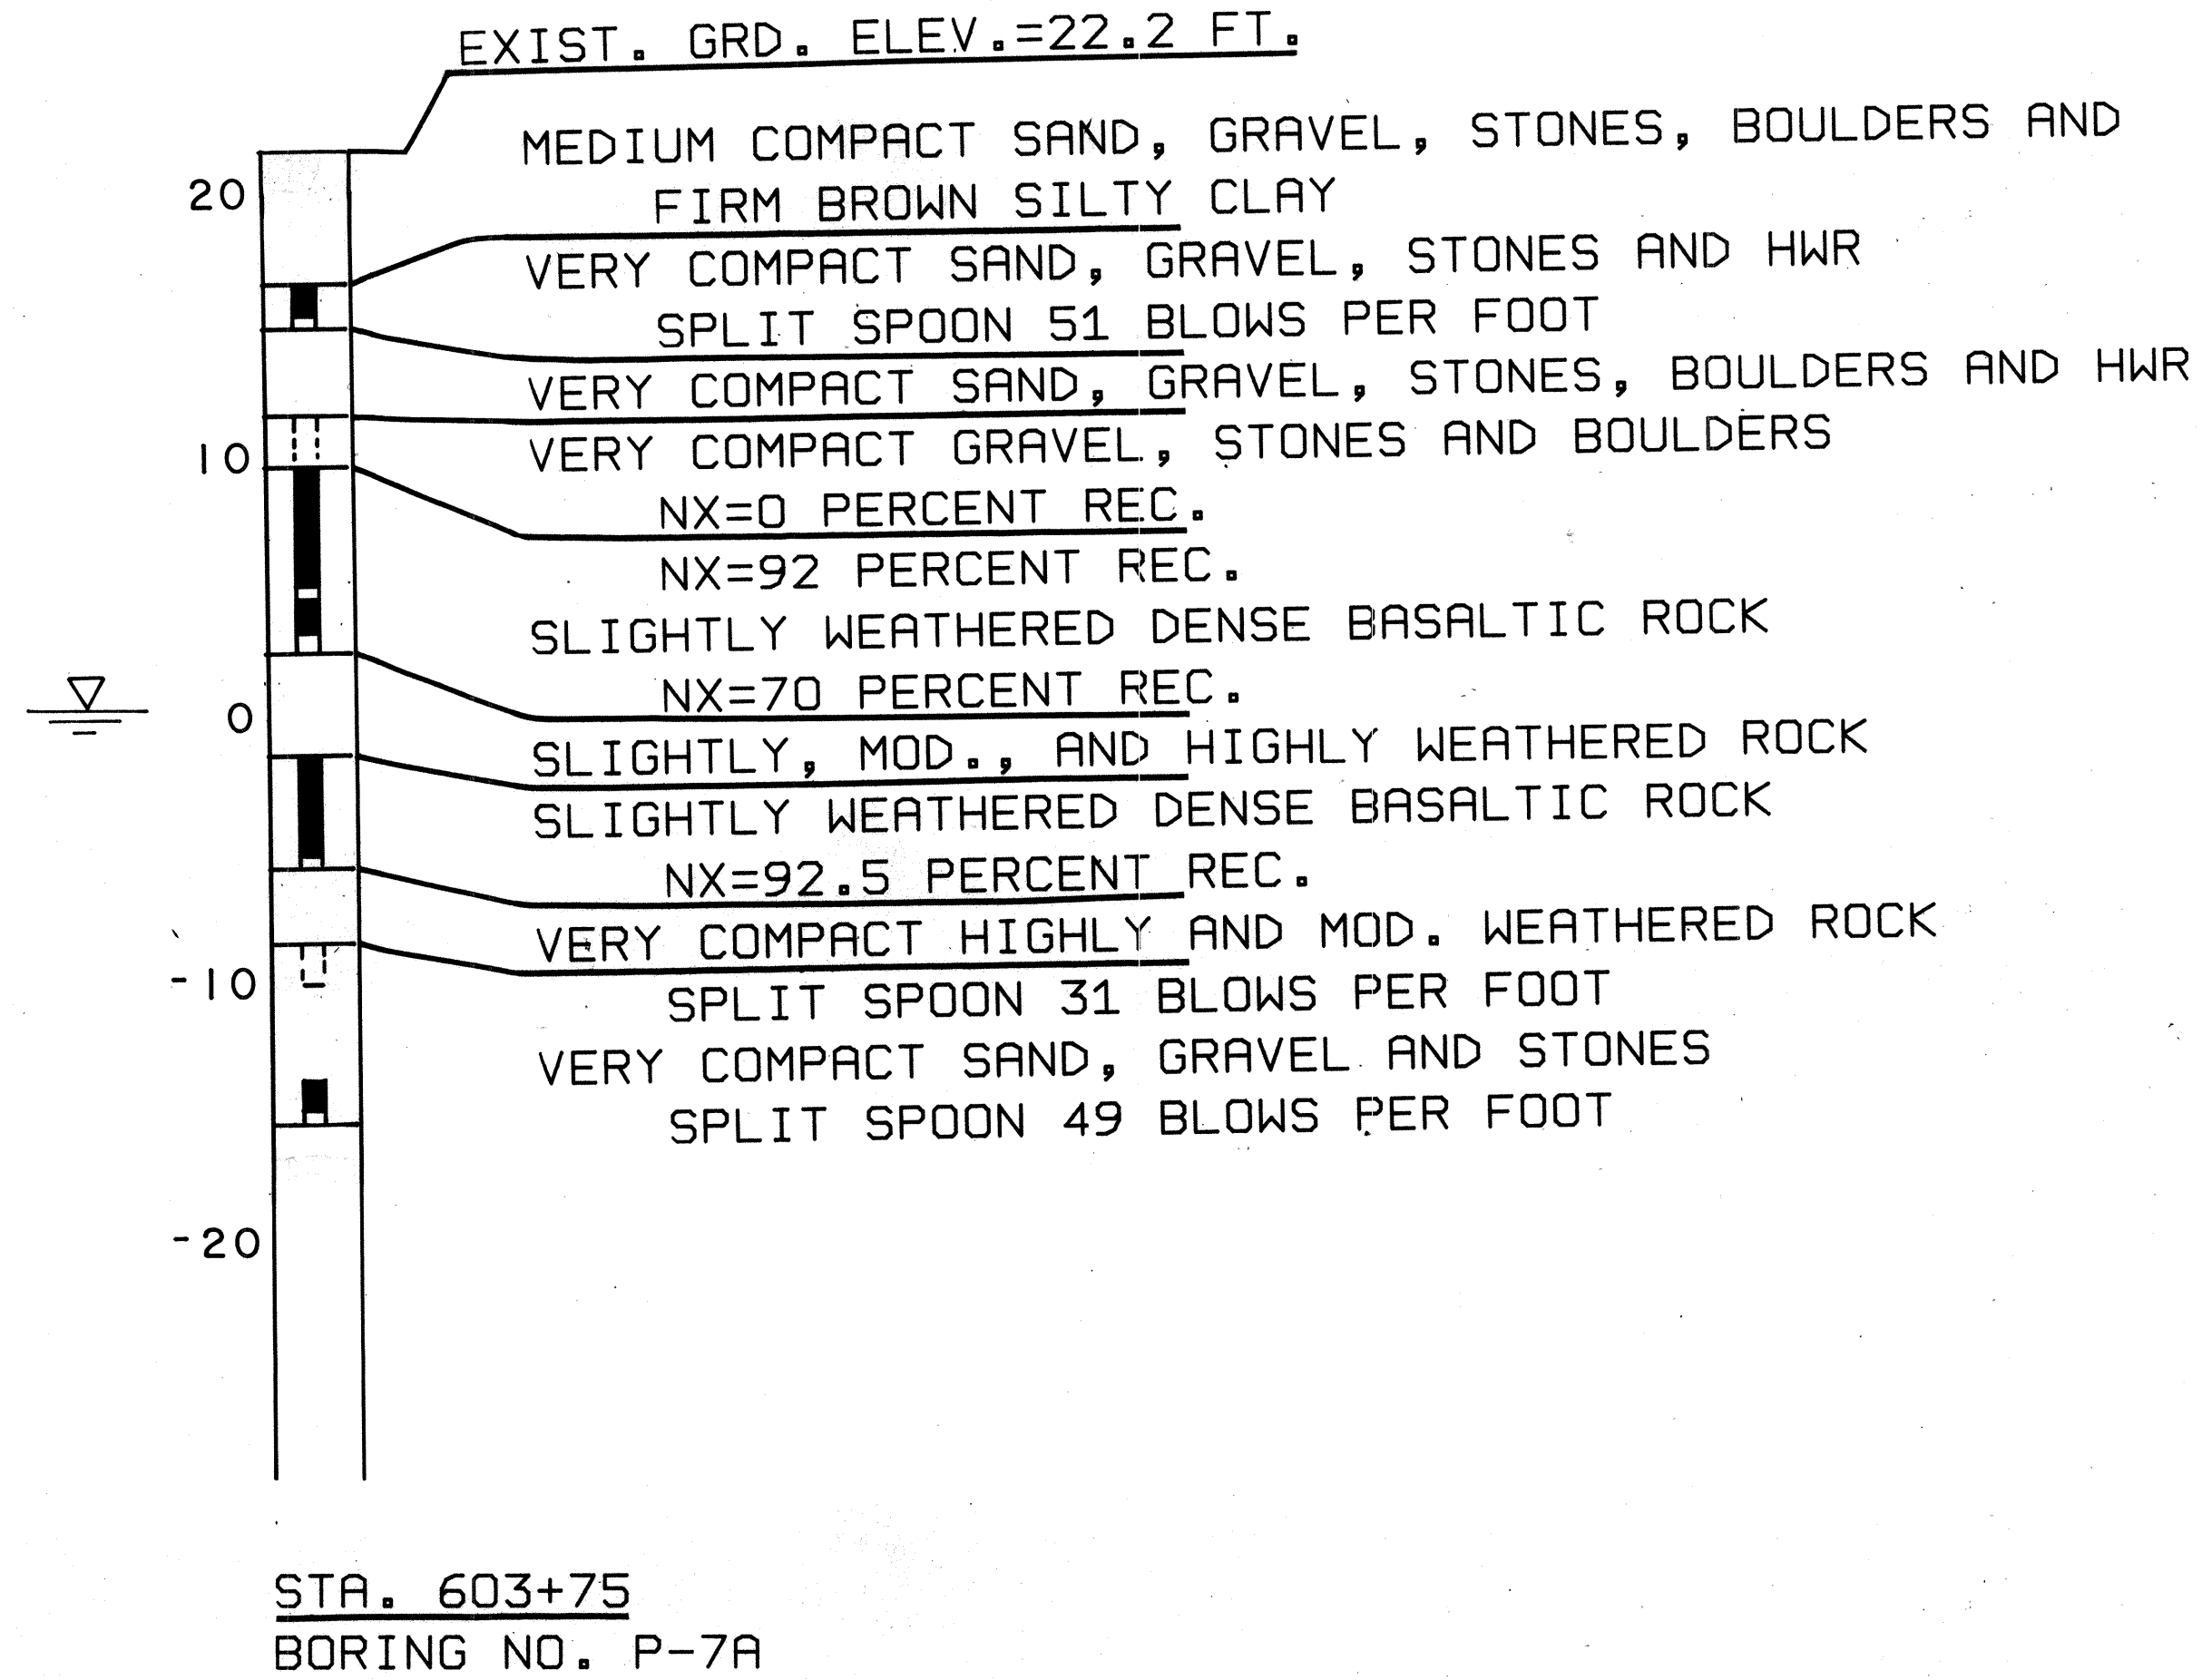 EXIST. GRD. ELEV.=22.2 FT.
MEDIUM COMPACT SAND, GRAVEL, STONES, BOULDERS AND
20
FIRM BROWN SILTY CLAY
VERY COMPACT SAND, GRAVEL, STONES AND HWR
SPLIT SPOON 51 BLOWS PER FOOT
VERY COMPACT SAND, GRAVEL, STONES, BOULDERS AND HWR
10
VERY COMPACT GRAVEL, STONES AND BOULDERS
NX=0 PERCENT REC.
NX=92 PERCENT REC.
SLIGHTLY WEATHERED DENSE BASALTIC ROCK
NX=70 PERCENT REC.
0
SLIGHTLY, MOD., AND HIGHLY WEATHERED ROCK
SLIGHTLY WEATHERED DENSE BASALTIC ROCK
NX=92.5 PERCENT REC.
VERY COMPACT HIGHLY AND MOD. WEATHERED ROCK
-10
SPLIT SPOON 31 BLOWS PER FOOT
VERY COMPACT SAND, GRAVEL AND STONES
SPLIT SPOON 49 BLOWS PER FOOT
-20
STA. 603+75
BORING NO. P-7A